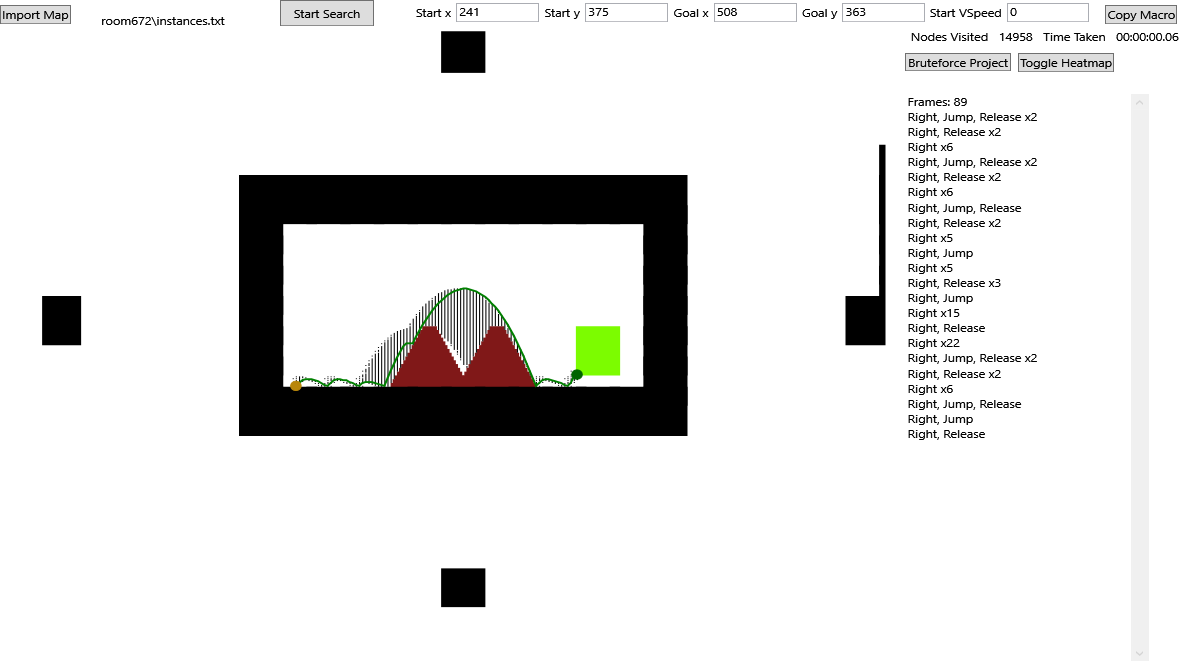 Import Map
room672\instances.txt
Start Search
Start x 241 Start y 375 Goal x 508 Goal y 363 Start VSpeed 0
Copy Macro
Nodes Visited 14958 Time Taken 00:00:00.06
Bruteforce Project Toggle Heatmap
Frames: 89
Right, Jump, Release x2
Right, Release x2
Right x6
Right, Jump, Release x2
Right, Release x2
Right x6
Right, Jump, Release
Right, Release x2
Right x5
Right, Jump
Right x5
Right, Release x3
Right, Jump
Right x15
Right, Release
Right x22
Right, Jump, Release x2
Right, Release x2
Right x6
Right, Jump, Release
Right, Jump
Right, Release